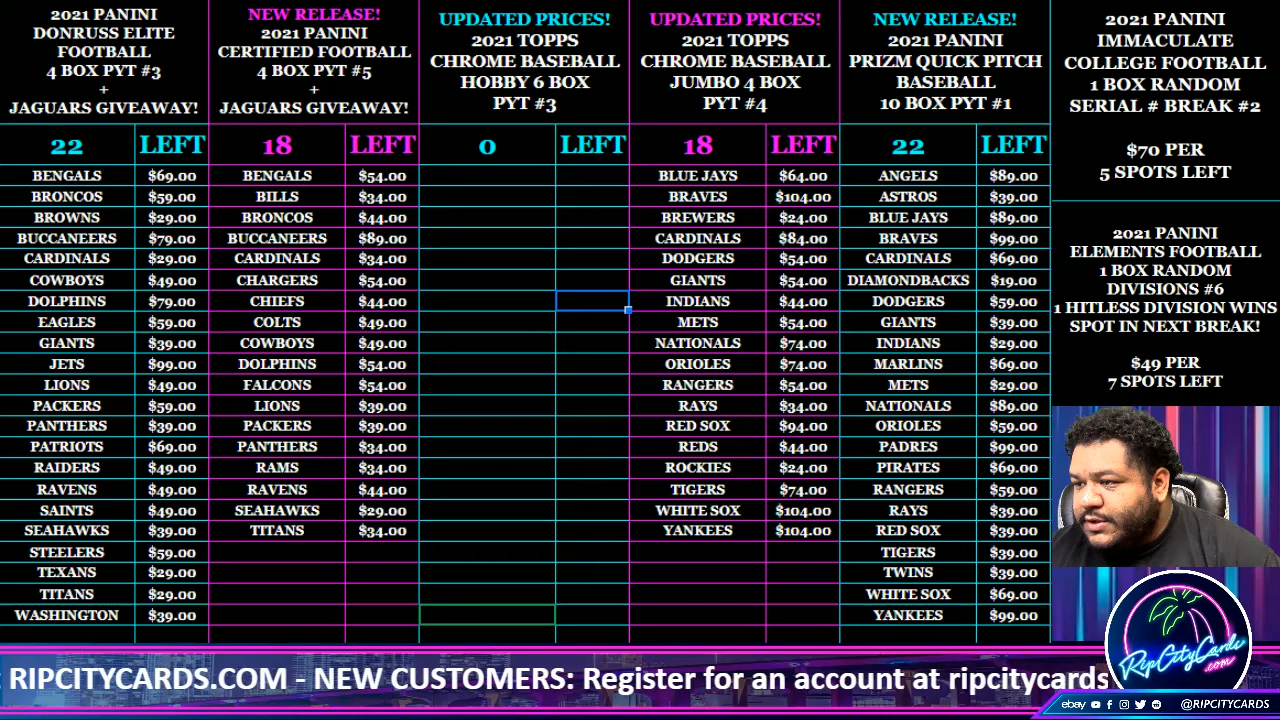 2021 PANINI
DONRUSS ELITE
FOOTBALL
4 BOX PYT #3
+
JAGUARS GIVEAWAY!
22 LEFT
BENGALS $69.00
BRONCOS $59.00
BROWNS $29.00
BUCCANEERS $79.00
CARDINALS $29.00
COWBOYS $49.00
DOLPHINS $79.00
EAGLES $59.00
GIANTS $39.00
JETS $99.00
LIONS $49.00
PACKERS $59.00
PANTHERS $39.00
PATRIOTS $69.00
RAIDERS $49.00
RAVENS $49.00
SAINTS $49.00
SEAHAWKS $39.00
STEELERS $59.00
TEXANS $29.00
TITANS $29.00
WASHINGTON $39.00
NEW RELEASE!
2021 PANINI
CERTIFIED FOOTBALL
4 BOX PYT #5
+
JAGUARS GIVEAWAY!
18 LEFT
BENGALS $54.00
BILLS $34.00
BRONCOS $44.00
BUCCANEERS $89.00
CARDINALS $34.00
CHARGERS $54.00
CHIEFS $44.00
COLTS $49.00
COWBOYS $49.00
DOLPHINS $54.00
FALCONS $54.00
LIONS $39.00
PACKERS $39.00
PANTHERS $34.00
RAMS $34.00
RAVENS $44.00
SEAHAWKS $29.00
TITANS $34.00
UPDATED PRICES!
2021 TOPPS
CHROME BASEBALL
HOBBY 6 BOX
PYT #3
0 LEFT
UPDATED PRICES!
2021 TOPPS
CHROME BASEBALL
JUMBO 4 BOX
PYT #4
18 LEFT
BLUE JAYS $64.00
BRAVES $104.00
BREWERS $24.00
CARDINALS $84.00
DODGERS $54.00
GIANTS $54.00
INDIANS $44.00
METS $54.00
NATIONALS $74.00
ORIOLES $74.00
RANGERS $54.00
RAYS $34.00
RED SOX $94.00
REDS $44.00
ROCKIES $24.00
TIGERS $74.00
WHITE SOX $104.00
YANKEES $104.00
NEW RELEASE!
2021 PANINI
PRIZM QUICK PITCH
BASEBALL
10 BOX PYT #1
22 LEFT
ANGELS $89.00
ASTROS $39.00
BLUE JAYS $89.00
BRAVES $99.00
CARDINALS $69.00
DIAMONDBACKS $19.00
DODGERS $59.00
GIANTS $39.00
INDIANS $29.00
MARLINS $69.00
METS $29.00
NATIONALS $89.00
ORIOLES $59.00
PADRES $99.00
PIRATES $69.00
RANGERS $59.00
RAYS $39.00
RED SOX $39.00
TIGERS $39.00
TWINS $39.00
WHITE SOX $69.00
YANKEES $99.00
2021 PANINI
IMMACULATE
COLLEGE FOOTBALL
1 BOX RANDOM
SERIAL # BREAK #2
$70 PER
5 SPOTS LEFT
2021 PANINI
ELEMENTS FOOTBALL
1 BOX RANDOM
DIVISIONS #6
1 HITLESS DIVISION WINS
SPOT IN NEXT BREAK!
$49 PER
7 SPOTS LEFT
RipCityCards
.com
RIPCITYCARDS.COM - NEW CUSTOMERS: Register for an account at ripcitycards
ebay @RIPCITYCARDS